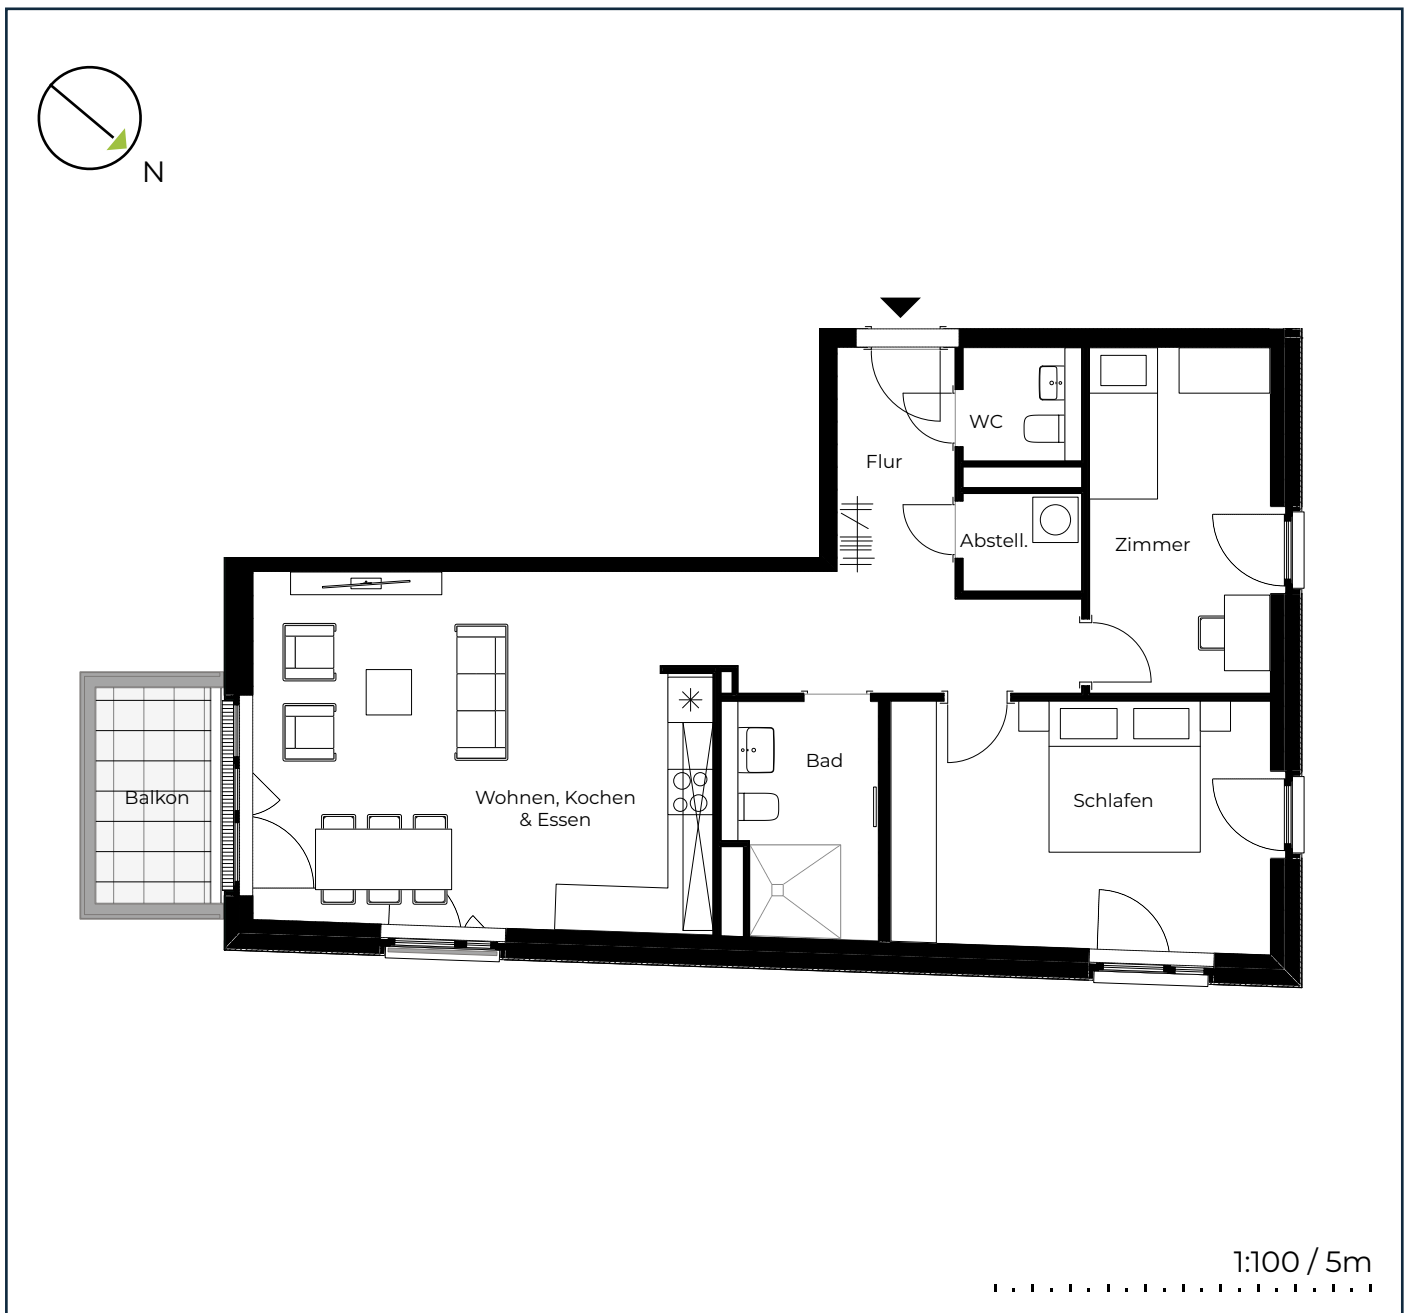 N
WC
Flur
Abstell.
Zimmer
Bad
Balkon
Wohnen, Kochen
& Essen
Schlafen
1:100 / 5m